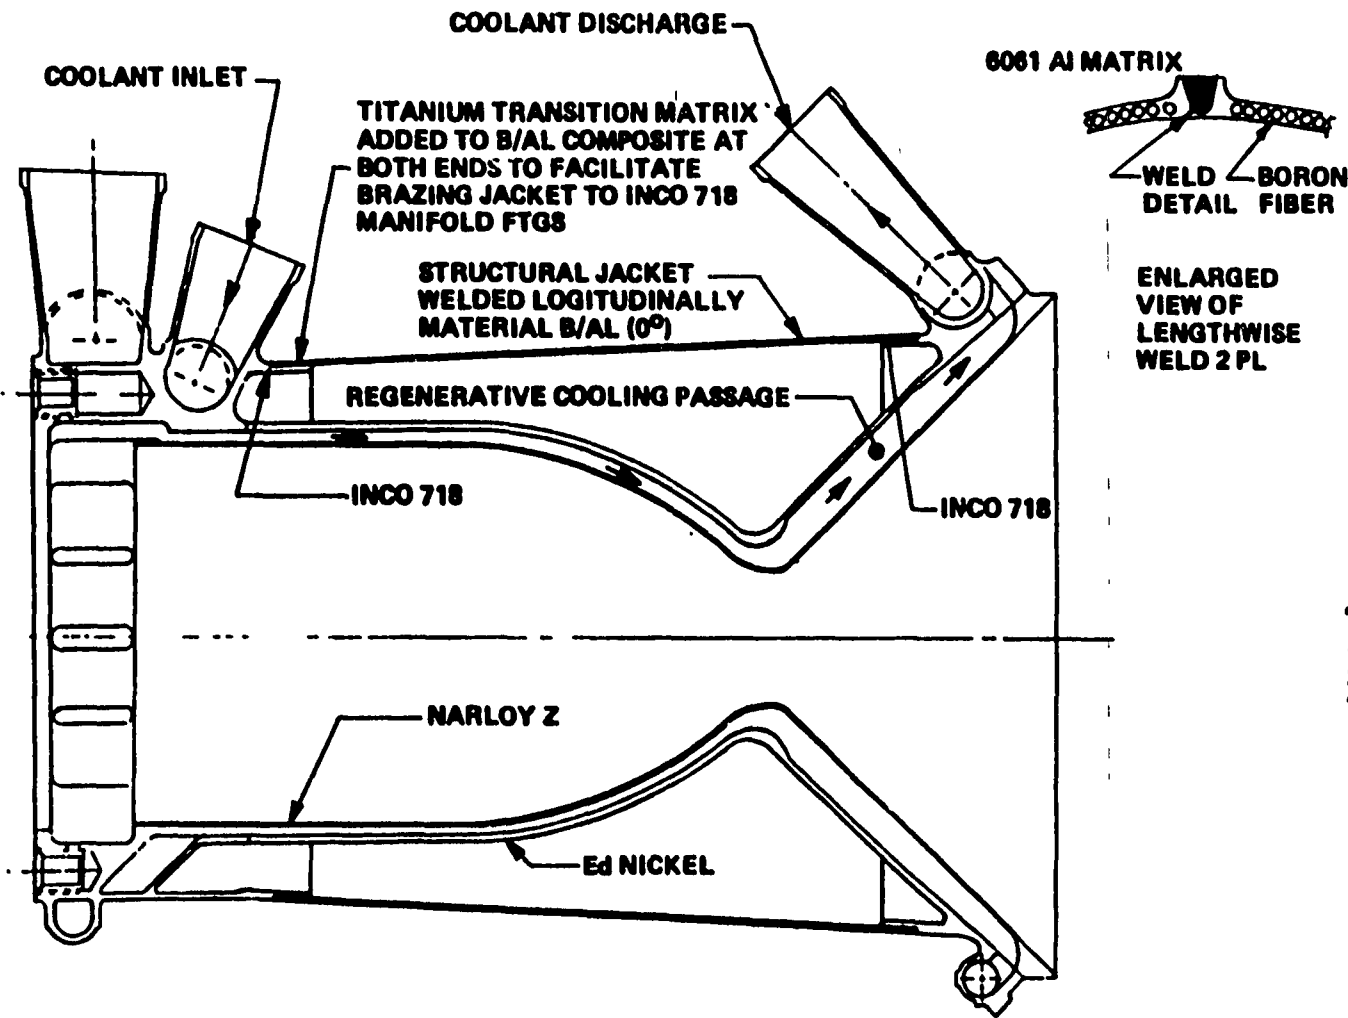 COOLANT DISCHARGE
COOLANT INLET
6061 Al MATRIX
TITANIUM TRANSITION MATRIX
ADDED TO B/AL COMPOSITE AT
BOTH ENDS TO FACILITATE
BRAZING JACKET TO INCO 718
MANIFOLD FTGS
WELD
DETAIL
BORON
FIBER
STRUCTURAL JACKET
WELDED LOGITUDINALLY
MATERIAL B/AL (0°)
ENLARGED
VIEW OF
LENGTHWISE
WELD 2 PL
REGENERATIVE COOLING PASSAGE
INCO 718
INCO 718
NARLOY Z
Ed NICKEL